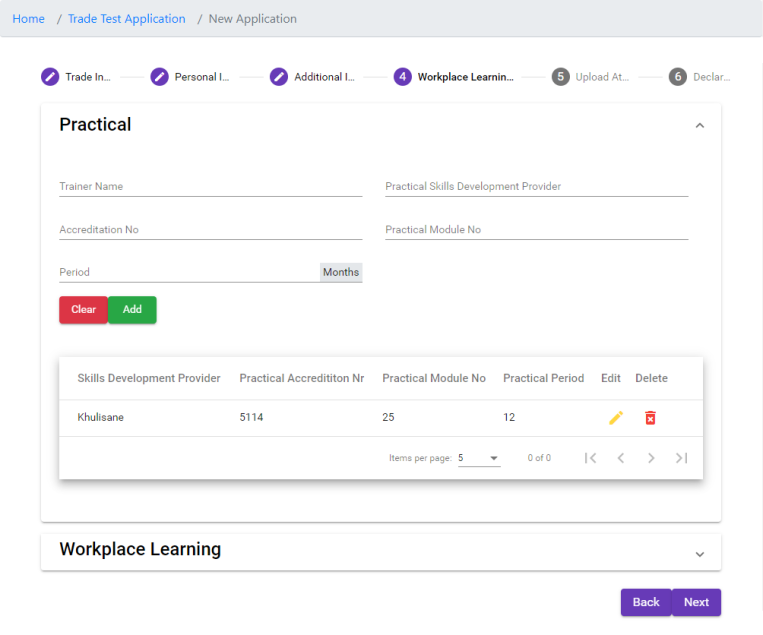 Home / Trade Test Application / New Application
Trade In... Personal I... Additional I... 4 Workplace Learnin... 5 Upload At... 6 Declar...
Practical
Trainer Name Practical Skills Development Provider
Accreditation No Practical Module No
Period Months
Clear Add
Skills Development Provider Practical Accredititon Nr Practical Module No Practical Period Edit Delete
Khulisane 5114 25 12
Items per page: 5 0 of 0
Workplace Learning
Back Next